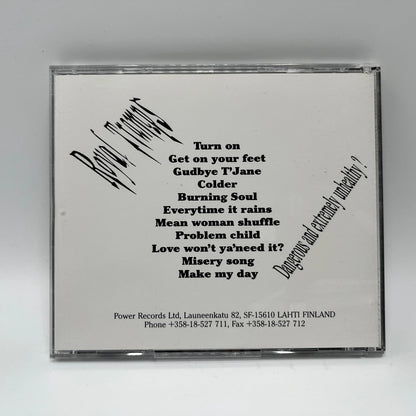 Turn on
Get on your feet
Gudbye T'Jane
Colder
Burning Soul
Everytime it rains
Mean woman shuffle
Problem child
Love won't ya'need it?
Misery song
Make my day
Dangerous and extremely unhealthy ?
Power Records Ltd, Launeenkatu 82, SF-15610 LAHTI FINLAND
Phone +358-18-527 711, Fax +358-18-527 712